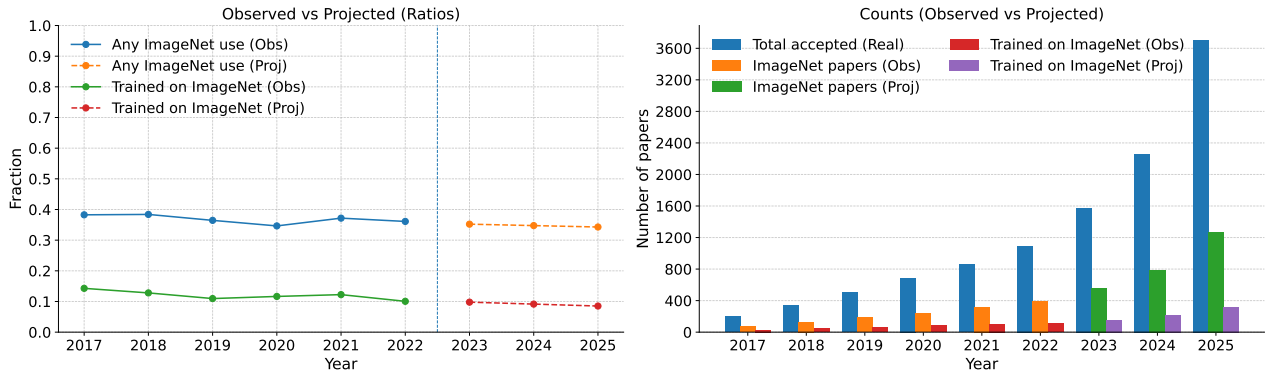 Observed vs Projected (Ratios)
1.0
0.9
0.8
0.7
0.6
0.5
0.4
0.3
0.2
0.1
0.0
Fraction
Any ImageNet use (Obs)
Any ImageNet use (Proj)
Trained on ImageNet (Obs)
Trained on ImageNet (Proj)
2017 2018 2019 2020 2021 2022 2023 2024 2025
Year
Counts (Observed vs Projected)
3600
3200
2800
2400
2000
1600
1200
800
400
0
Number of papers
Total accepted (Real)
ImageNet papers (Obs)
ImageNet papers (Proj)
Trained on ImageNet (Obs)
Trained on ImageNet (Proj)
2017 2018 2019 2020 2021 2022 2023 2024 2025
Year